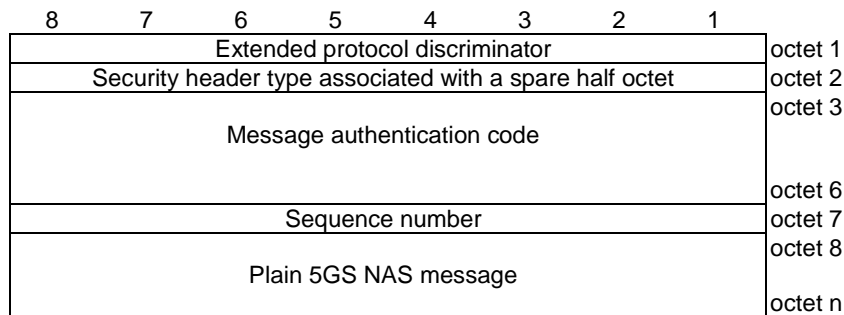 8 7 6 5 4 3 2 1
Extended protocol discriminator octet 1
Security header type associated with a spare half octet octet 2
octet 3
Message authentication code
octet 6
Sequence number octet 7
octet 8
Plain 5GS NAS message
octet n